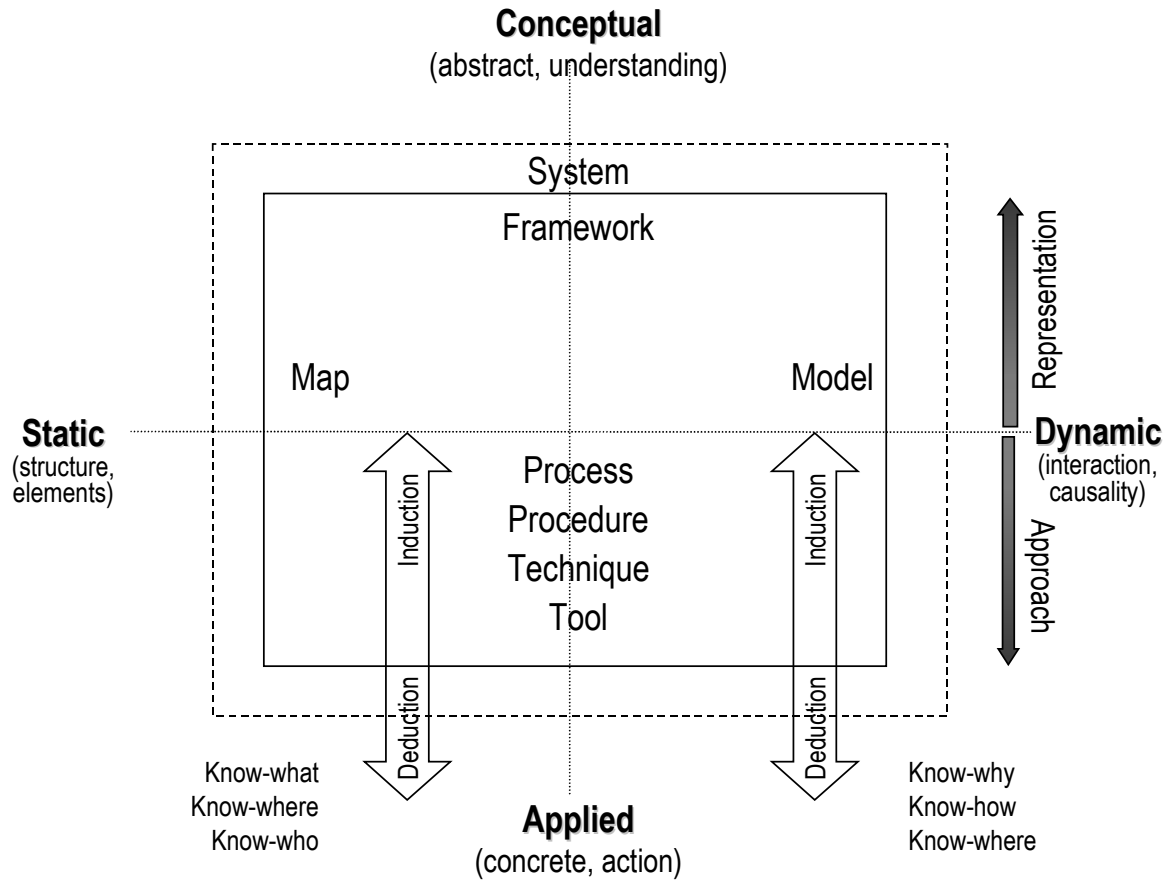 Conceptual
(abstract, understanding)
System
Framework
Representation
Map
Model
Static
(structure,
elements)
Dynamic
(interaction,
causality)
Process
Procedure
Technique
Tool
Induction
Induction
Approach
Deduction
Deduction
Know-what
Know-where
Know-who
Know-why
Know-how
Know-where
Applied
(concrete, action)